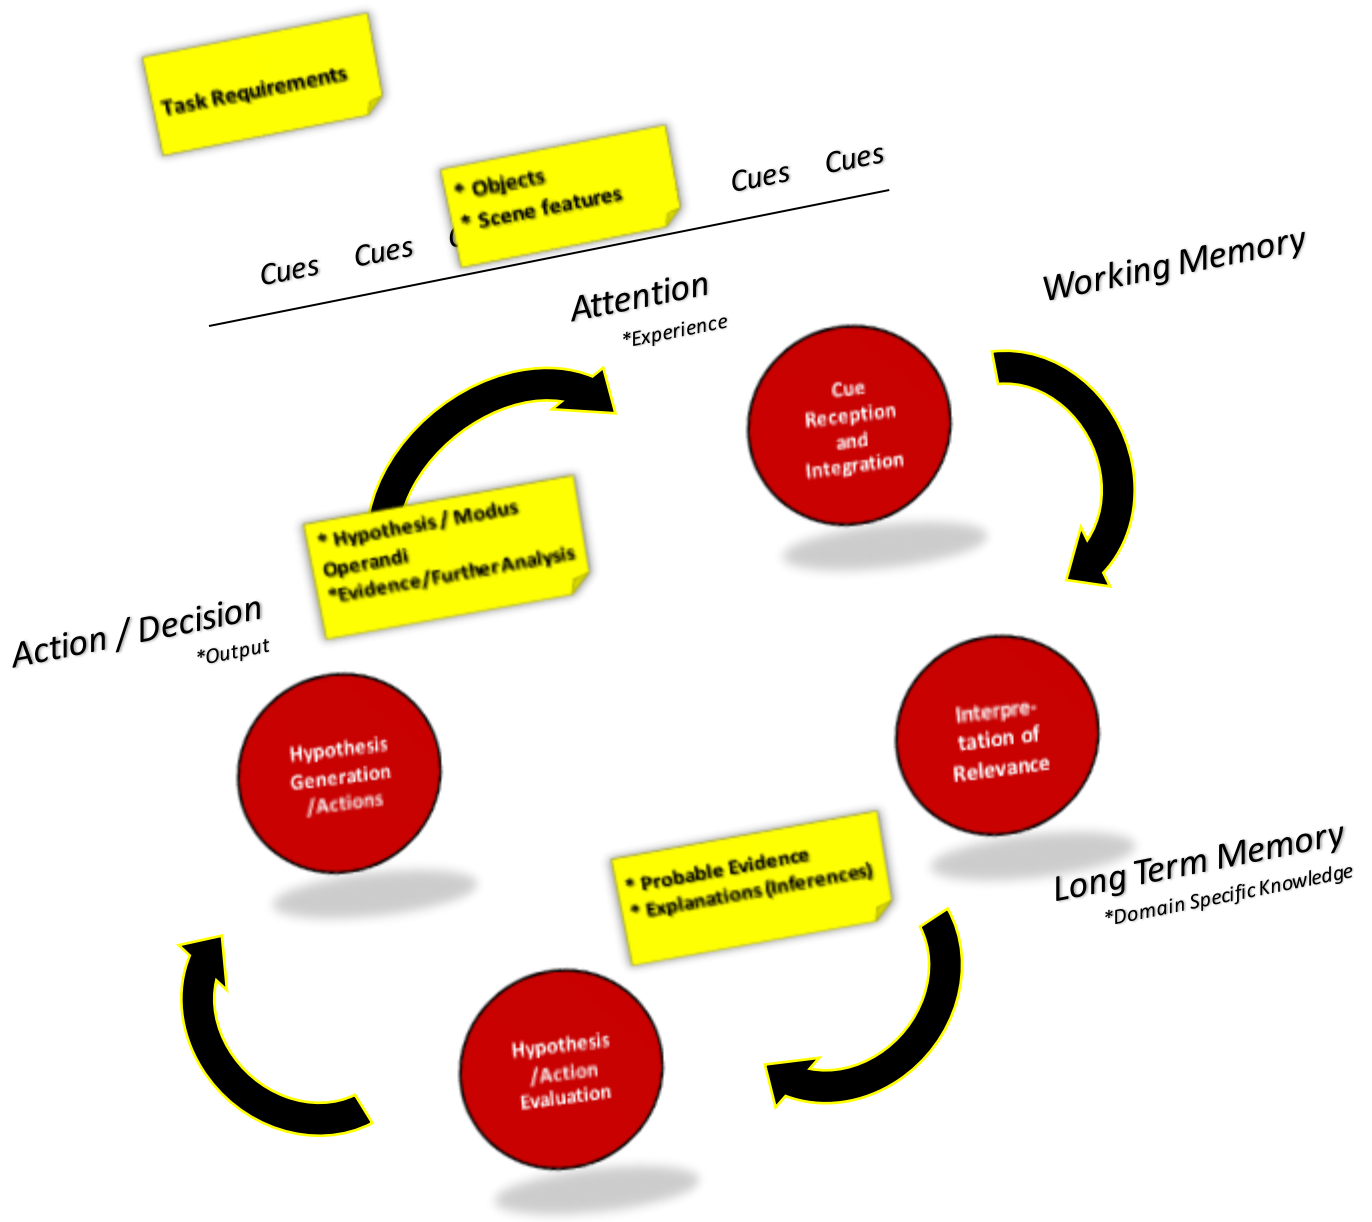 Task Requirements
* Objects
* Scene features
Cues Cues Cues Cues
Attention
*Experience
Working Memory
Cue
Reception
and
Integration
* Hypothesis / Modus
Operandi
*Evidence/Further Analysis
Action / Decision
*Output
Interpre-
tation of
Relevance
Hypothesis
Generation
/Actions
* Probable Evidence
* Explanations (Inferences)
Long Term Memory
*Domain Specific Knowledge
Hypothesis
/Action
Evaluation